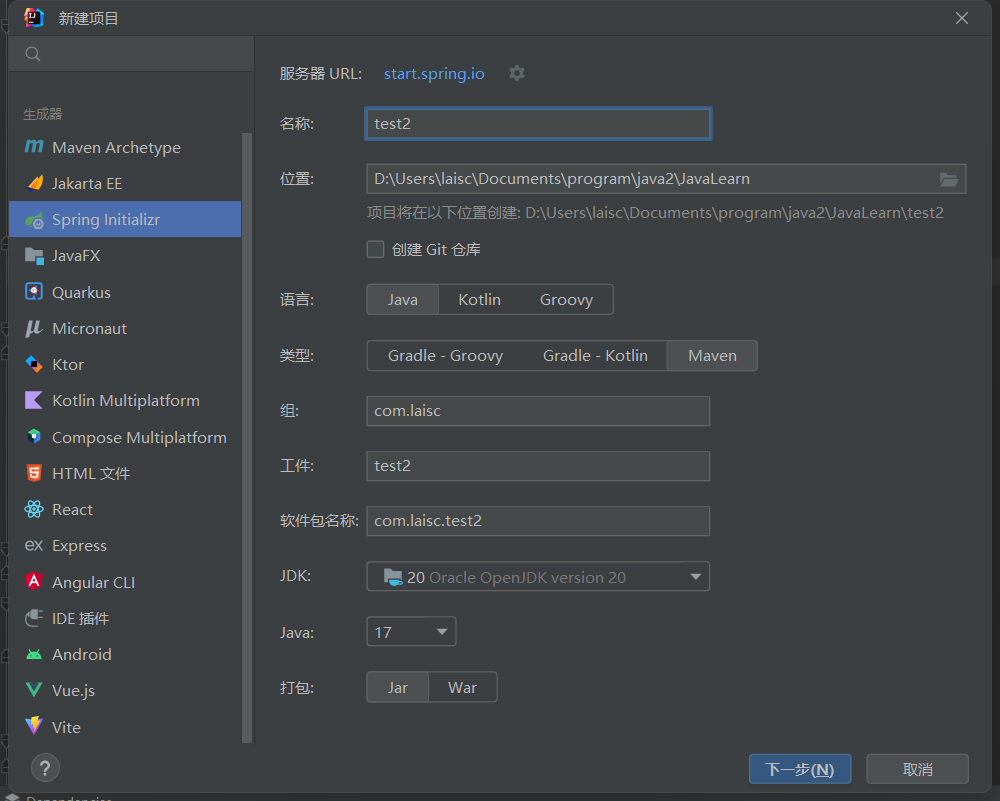 新建项目
生成器
Maven Archetype
Jakarta EE
Spring Initializr
JavaFX
Quarkus
Micronaut
Ktor
Kotlin Multiplatform
Compose Multiplatform
HTML 文件
React
Express
Angular CLI
IDE 插件
Android
Vue.js
Vite
服务器 URL: start.spring.io
名称: test2
位置: D:\Users\laisc\Documents\program\java2\JavaLearn
项目将在以下位置创建: D:\Users\laisc\Documents\program\java2\JavaLearn\test2
创建 Git 仓库
语言: Java Kotlin Groovy
类型: Gradle - Groovy Gradle - Kotlin Maven
组: com.laisc
工件: test2
软件包名称: com.laisc.test2
JDK: 20 Oracle OpenJDK version 20
Java: 17
打包: Jar War
? 下一步(N) 取消